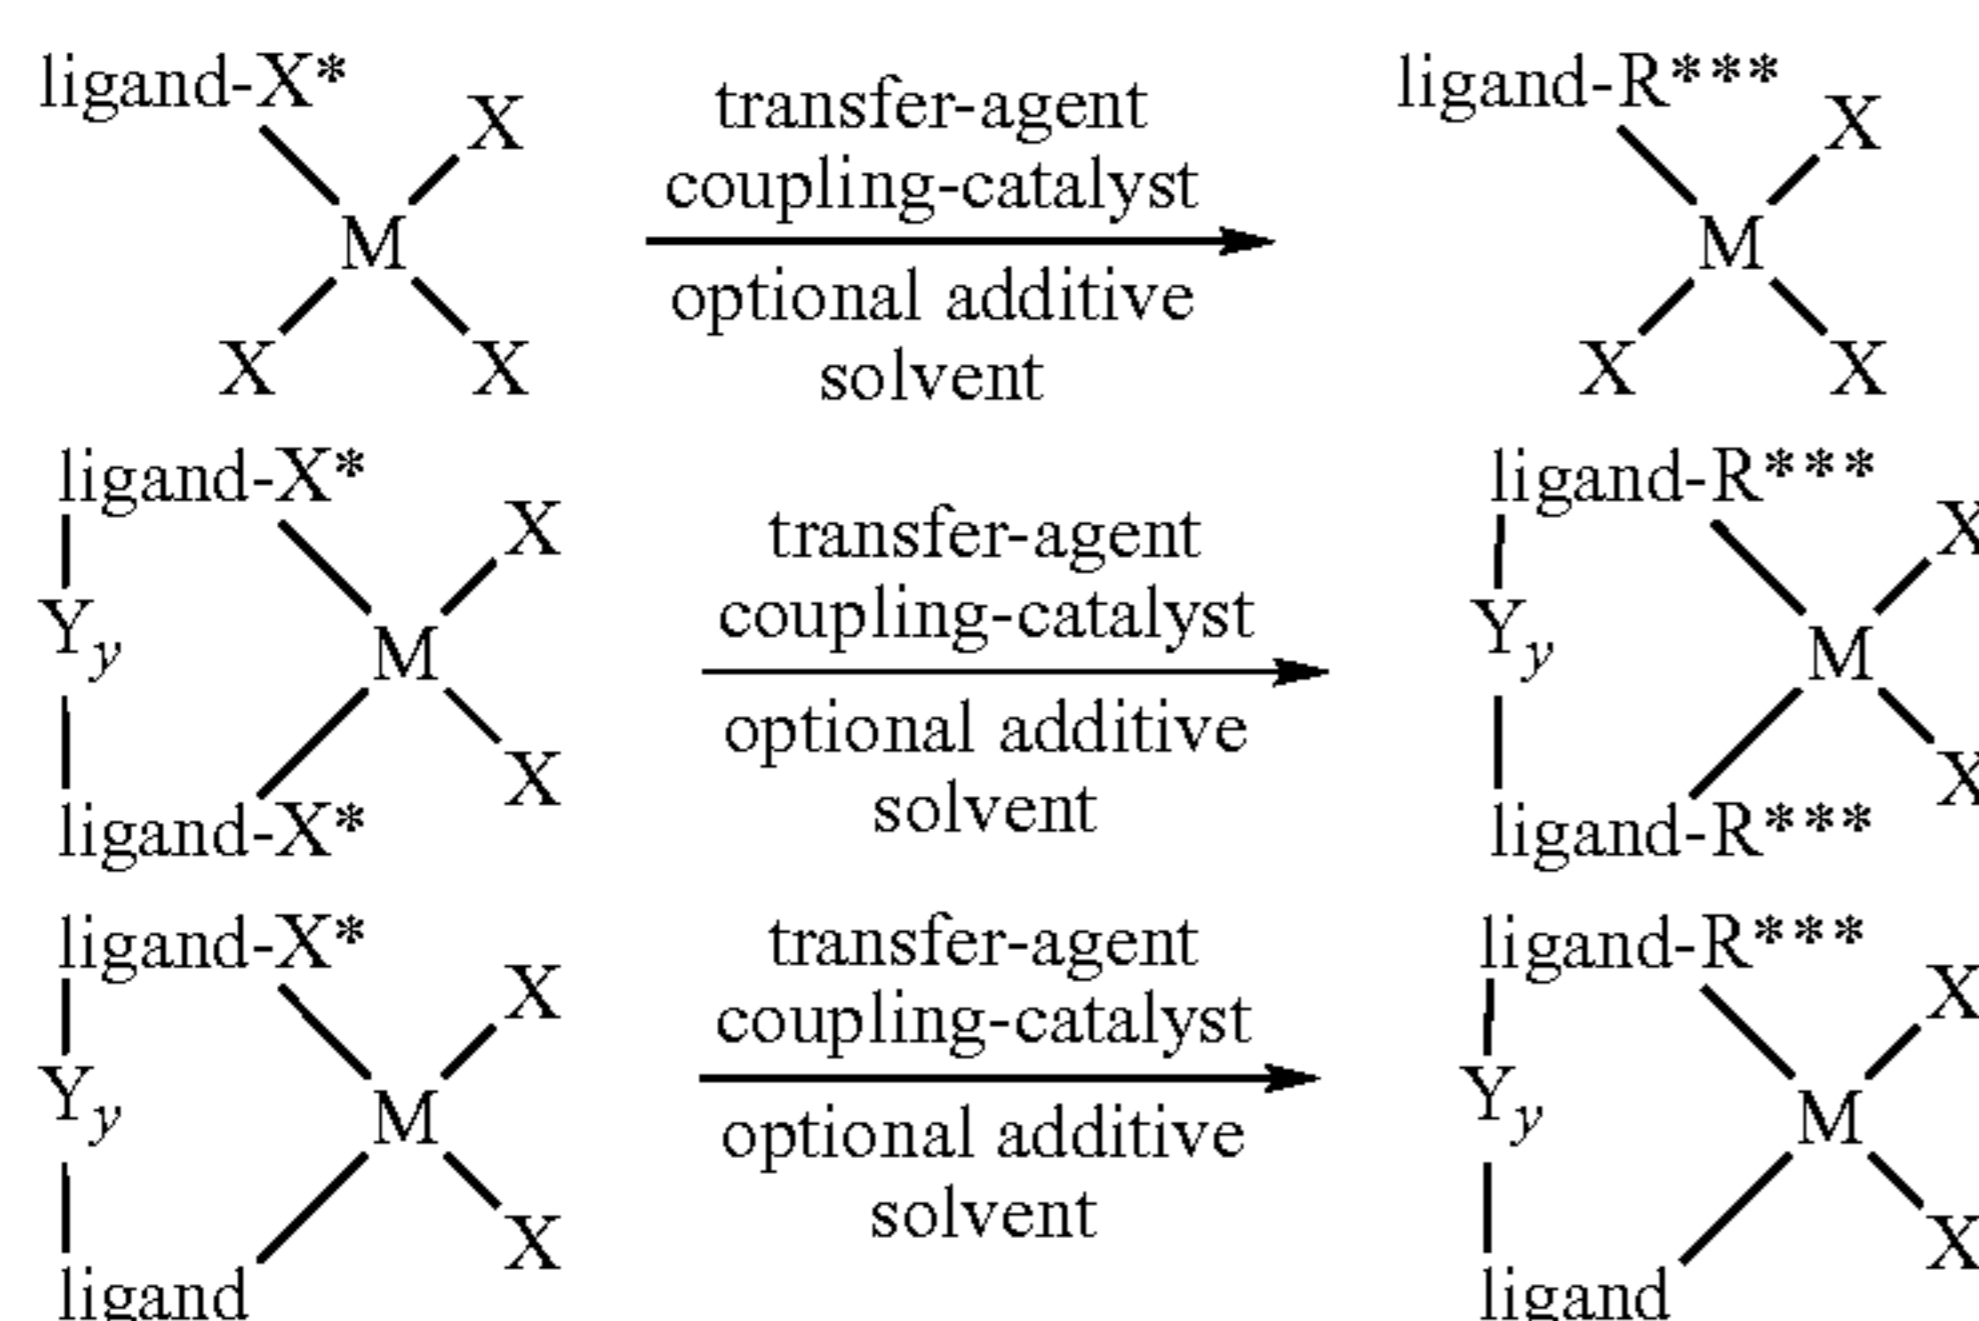 ligand-X*
X
M
X
X
transfer-agent
coupling-catalyst
optional additive
solvent
ligand-R***
X
M
X
X
ligand-X*
X
Yy
M
X
ligand-X*
transfer-agent
coupling-catalyst
optional additive
solvent
ligand-R***
X
Yy
M
X
ligand-R***
ligand-X*
X
Yy
M
X
ligand
transfer-agent
coupling-catalyst
optional additive
solvent
ligand-R***
X
Yy
M
X
ligand